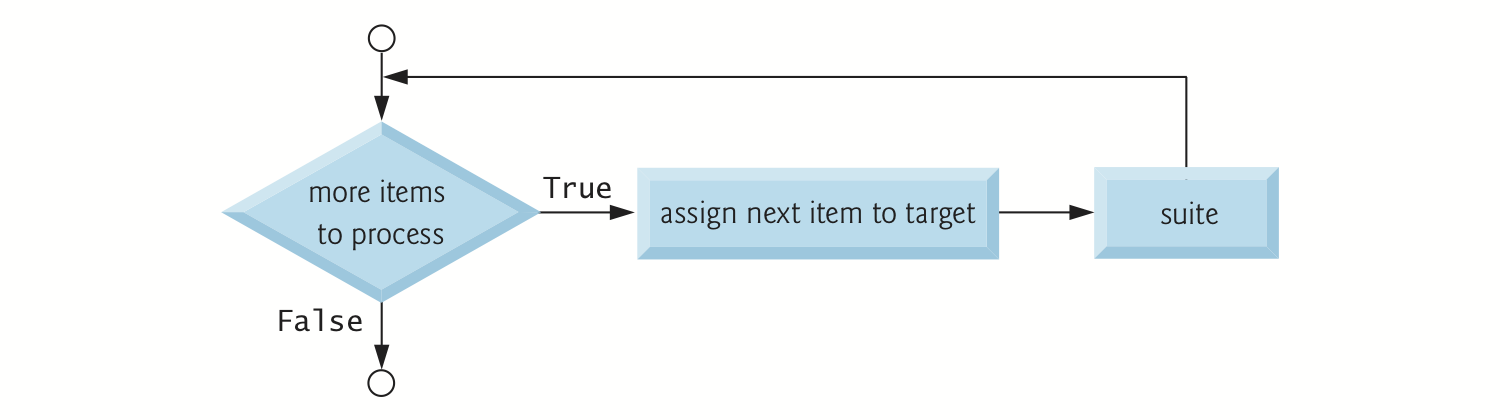 more items
to process
True
assign next item to target
suite
False